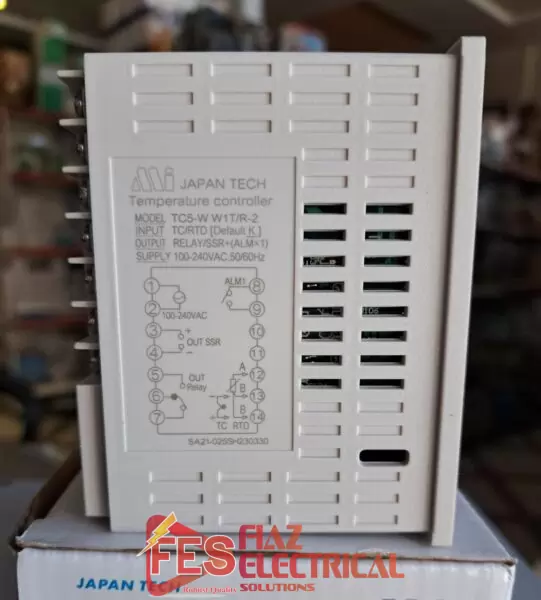 JAPAN TECH
Temperature controller
MODEL TC5-W W1T/R-2
INPUT TC/RTD [Default K]
OUTPUT RELAY/SSR+(ALM×1)
SUPPLY 100-240VAC, 50/60Hz
1 ALM1 8
2 9
100-240VAC
3 + 10
OUT SSR
4 - 11
5 OUT A 12
Relay
6 - B 13
7 + B 14
TC RTD
FES FIAZ
ELECTRICAL
Robust Quality SOLUTIONS
JAPAN TECH